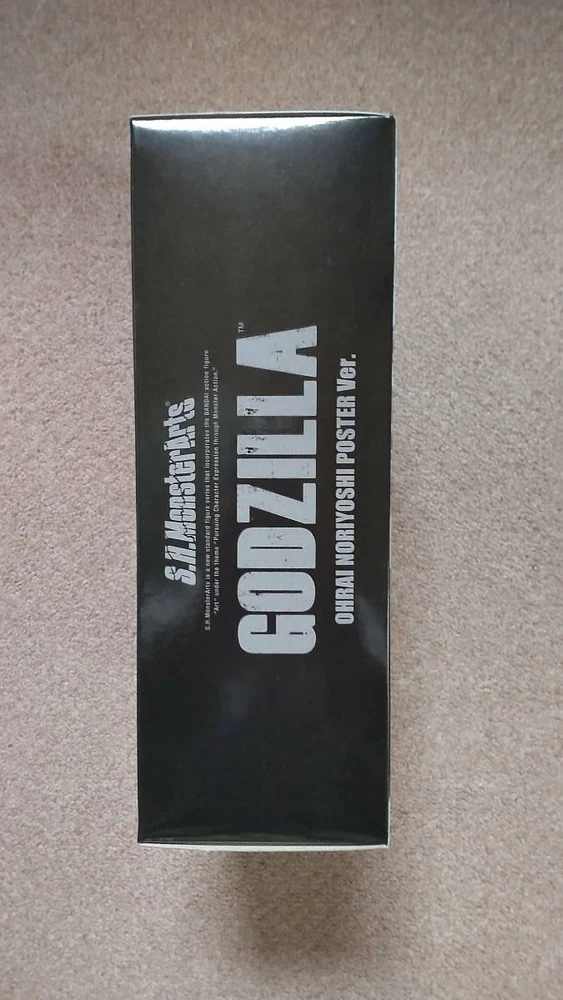 S.H.MonsterArts®
S.H.MonsterArts is a new standard figure series that incorporates the BANDAI action figure
"Art" under the theme "Pursuing Character Expression through Monster Action."
GODZILLA™
OHRAI NORIYOSHI POSTER Ver.